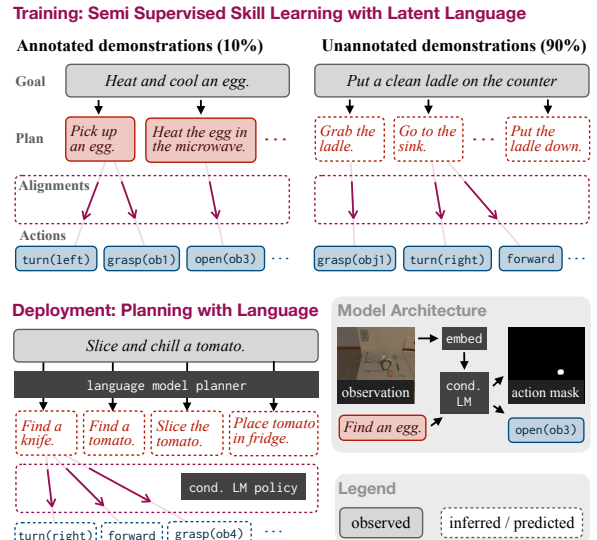 Training: Semi Supervised Skill Learning with Latent Language
Annotated demonstrations (10%)
Unannotated demonstrations (90%)
Goal
Heat and cool an egg.
Put a clean ladle on the counter
Plan
Pick up
an egg.
Heat the egg in
the microwave.
...
Grab the
ladle.
Go to the
sink.
...
Put the
ladle down.
Alignments
Actions
turn(left)
grasp(ob1)
open(ob3)
...
grasp(obj1)
turn(right)
forward
...
Deployment: Planning with Language
Slice and chill a tomato.
language model planner
Find a
knife.
Find a
tomato.
Slice the
tomato.
Place tomato
in fridge.
cond. LM policy
turn(right)
forward
grasp(ob4)
...
Model Architecture
observation
embed
cond.
LM
action mask
Find an egg.
open(ob3)
Legend
observed
inferred / predicted